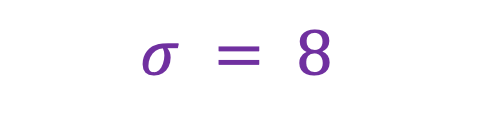 σ = 8